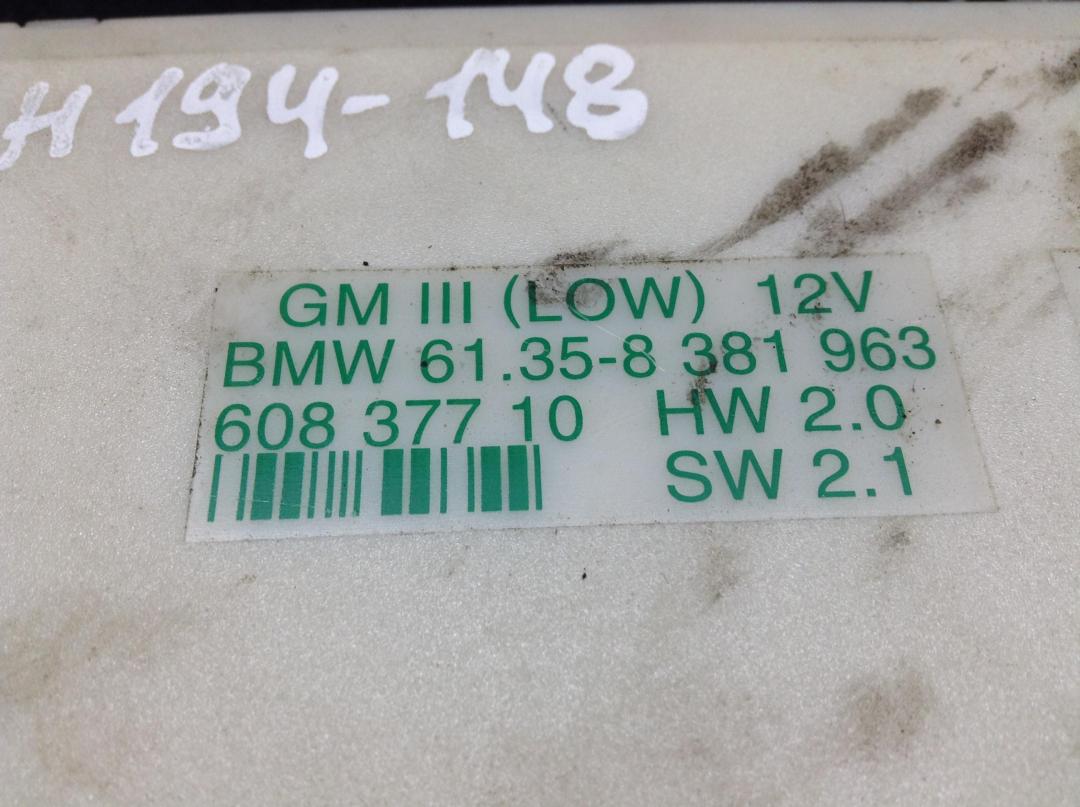 H 194-148
GM III (LOW) 12V
BMW 61.35-8 381 963
608 377 10 HW 2.0
SW 2.1